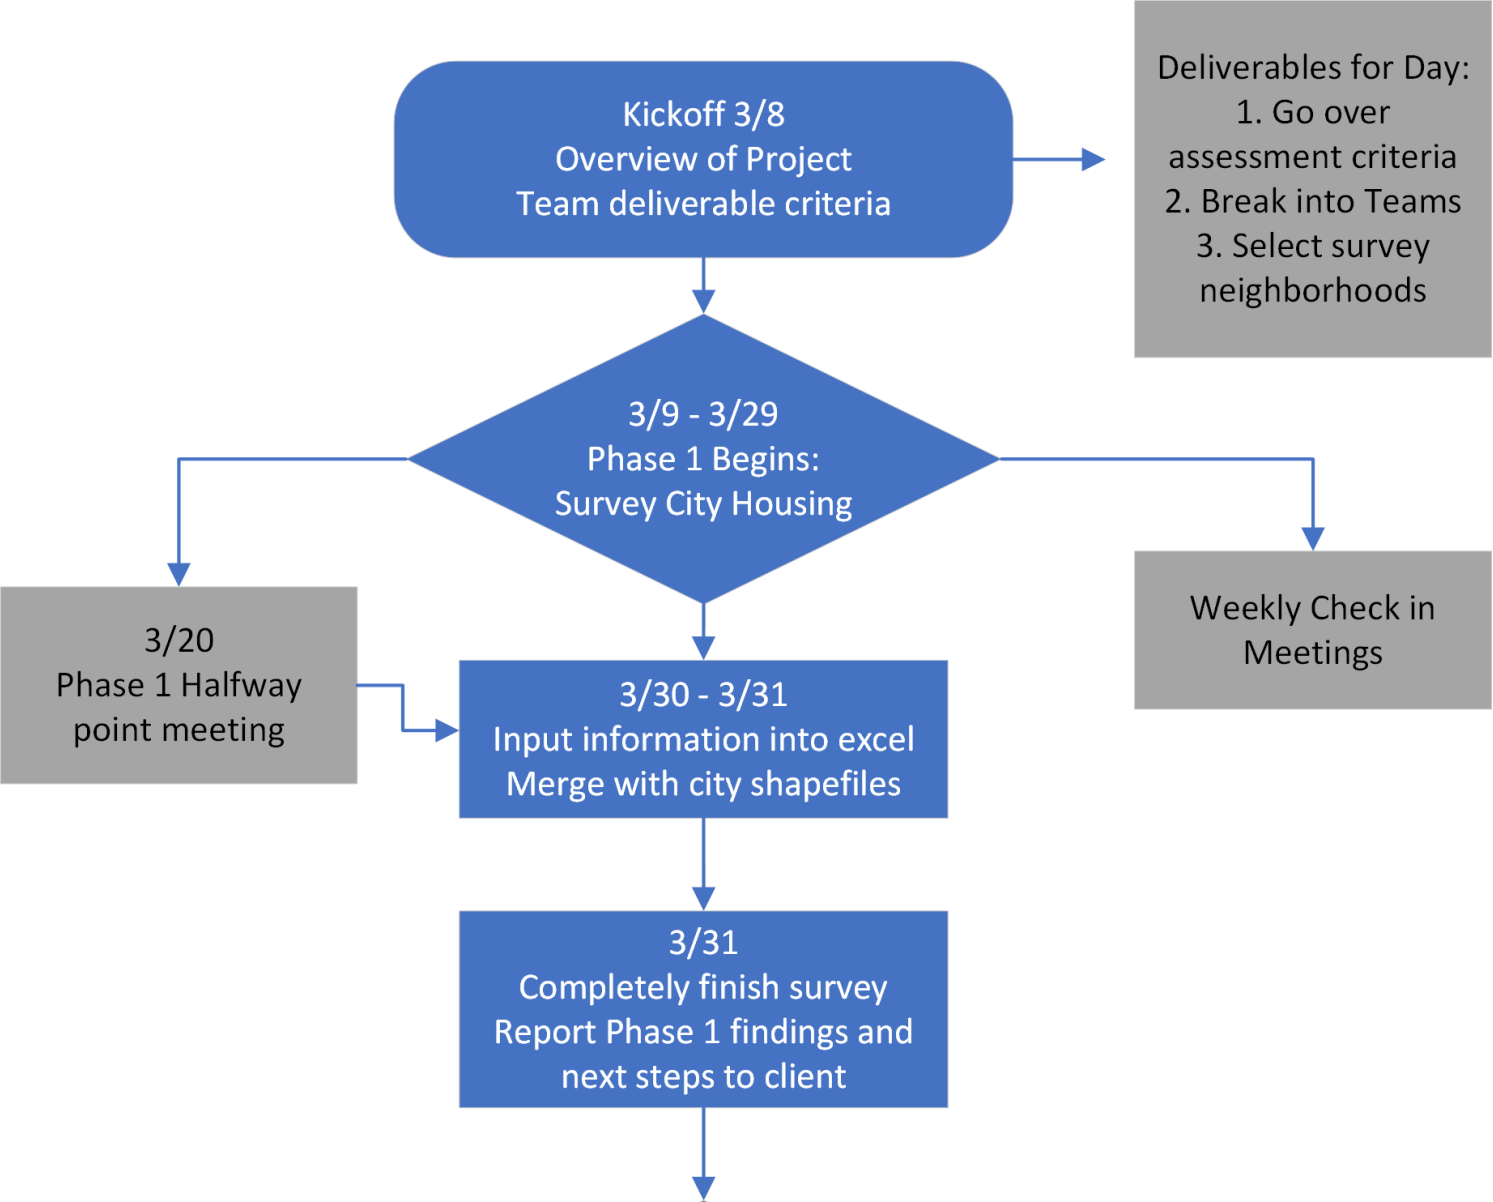 Kickoff 3/8
Overview of Project
Team deliverable criteria
Deliverables for Day:
1. Go over
assessment criteria
2. Break into Teams
3. Select survey
neighborhoods
3/9 - 3/29
Phase 1 Begins:
Survey City Housing
3/20
Phase 1 Halfway
point meeting
Weekly Check in
Meetings
3/30 - 3/31
Input information into excel
Merge with city shapefiles
3/31
Completely finish survey
Report Phase 1 findings and
next steps to client